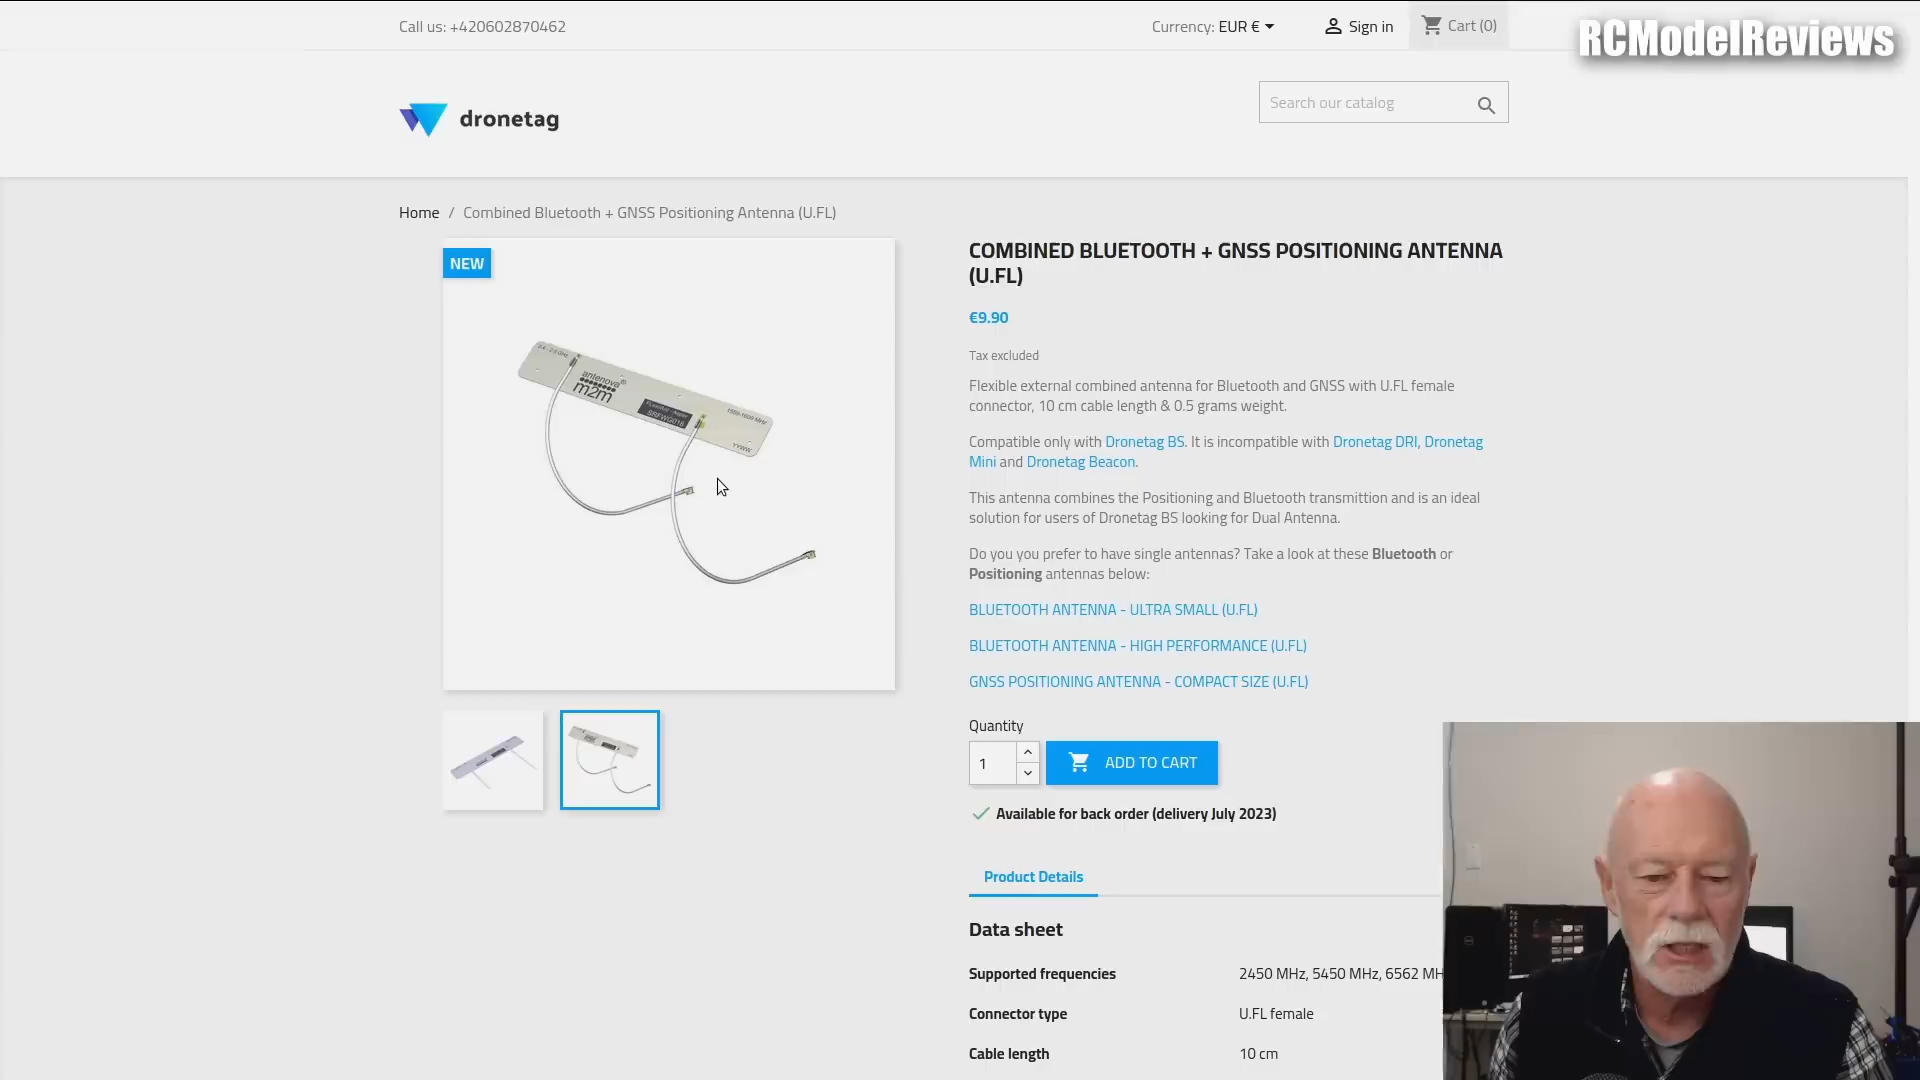 Call us: +420602870462
Currency: EUR €
Sign in
Cart (0)
RCModelReviews
dronetag
Search our catalog
Home / Combined Bluetooth + GNSS Positioning Antenna (U.FL)
NEW
antenova
m2m
COMBINED BLUETOOTH + GNSS POSITIONING ANTENNA
(U.FL)
€9.90
Tax excluded
Flexible external combined antenna for Bluetooth and GNSS with U.FL female
connector, 10 cm cable length & 0.5 grams weight.
Compatible only with Dronetag BS. It is incompatible with Dronetag DRI, Dronetag
Mini and Dronetag Beacon.
This antenna combines the Positioning and Bluetooth transmittion and is an ideal
solution for users of Dronetag BS looking for Dual Antenna.
Do you you prefer to have single antennas? Take a look at these Bluetooth or
Positioning antennas below:
BLUETOOTH ANTENNA - ULTRA SMALL (U.FL)
BLUETOOTH ANTENNA - HIGH PERFORMANCE (U.FL)
GNSS POSITIONING ANTENNA - COMPACT SIZE (U.FL)
Quantity
1
ADD TO CART
Available for back order (delivery July 2023)
Product Details
Data sheet
Supported frequencies 2450 MHz, 5450 MHz, 6562 MH
Connector type U.FL female
Cable length 10 cm